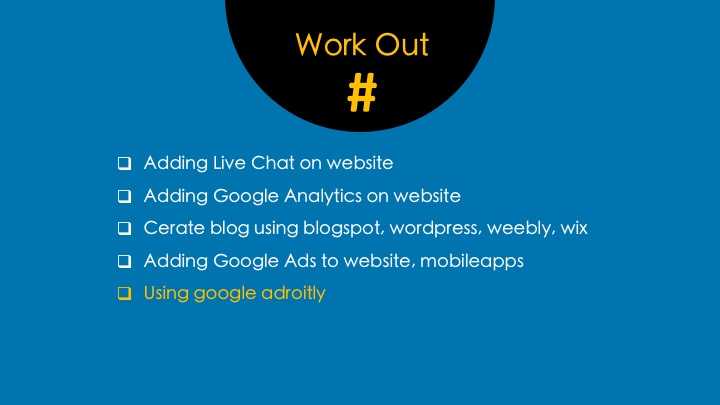 Work Out
#
❑ Adding Live Chat on website
❑ Adding Google Analytics on website
❑ Cerate blog using blogspot, wordpress, weebly, wix
❑ Adding Google Ads to website, mobileapps
❑ Using google adroitly